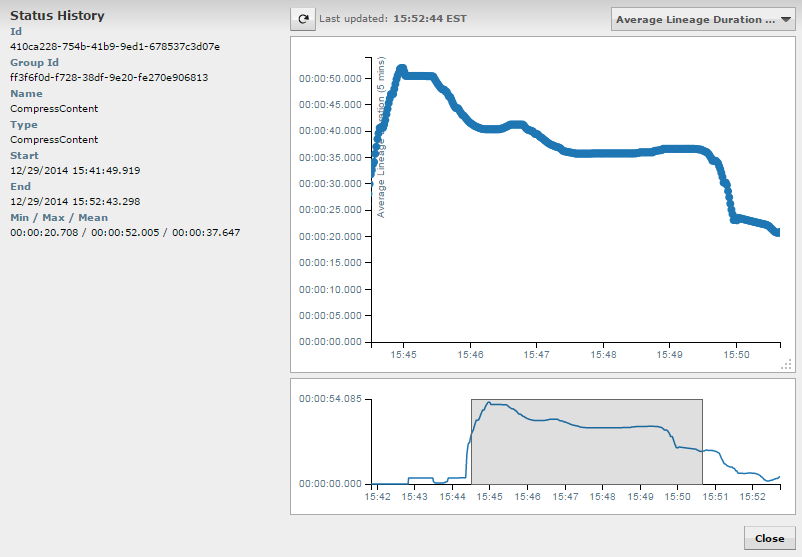 Status History
Id
410ca228-754b-41b9-9ed1-678537c3d07e
Group Id
ff3f6f0d-f728-38df-9e20-fe270e906813
Name
CompressContent
Type
CompressContent
Start
12/29/2014 15:41:49.919
End
12/29/2014 15:52:43.298
Min / Max / Mean
00:00:20.708 / 00:00:52.005 / 00:00:37.647
Last updated: 15:52:44 EST
Average Lineage Duration ...
Average Lineage Duration (5 mins)
00:00:50.000
00:00:45.000
00:00:40.000
00:00:35.000
00:00:30.000
00:00:25.000
00:00:20.000
00:00:15.000
00:00:10.000
00:00:05.000
00:00:00.000
15:45 15:46 15:47 15:48 15:49 15:50
00:00:54.085
00:00:00.000
15:42 15:43 15:44 15:45 15:46 15:47 15:48 15:49 15:50 15:51 15:52
Close